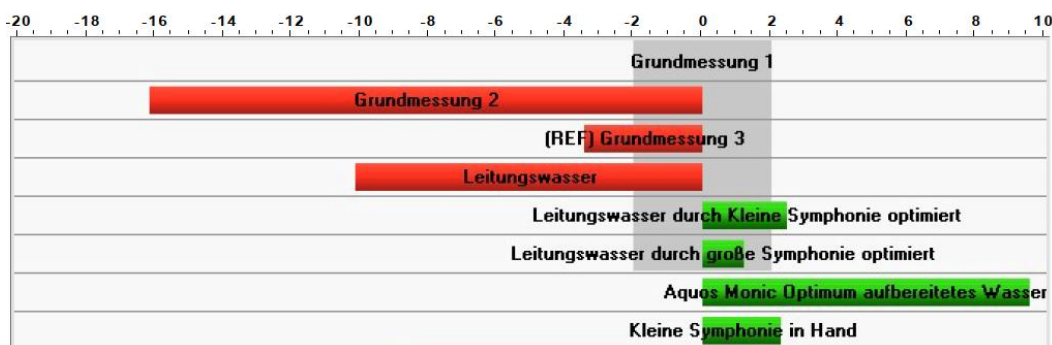 -20 -18 -16 -14 -12 -10 -8 -6 -4 -2 0 2 4 6 8 10
Grundmessung 1
Grundmessung 2
(REF) Grundmessung 3
Leitungswasser
Leitungswasser durch Kleine Symphonie optimiert
Leitungswasser durch große Symphonie optimiert
Aquos Monic Optimum aufbereitetes Wasser
Kleine Symphonie in Hand